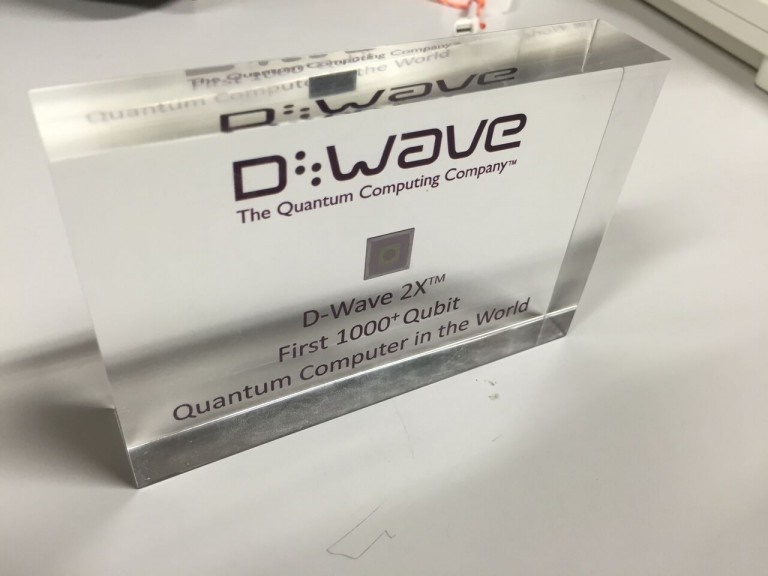 D:wave
The Quantum Computing Company™
D-Wave 2X™
First 1000⁺ Qubit
Quantum Computer in the World